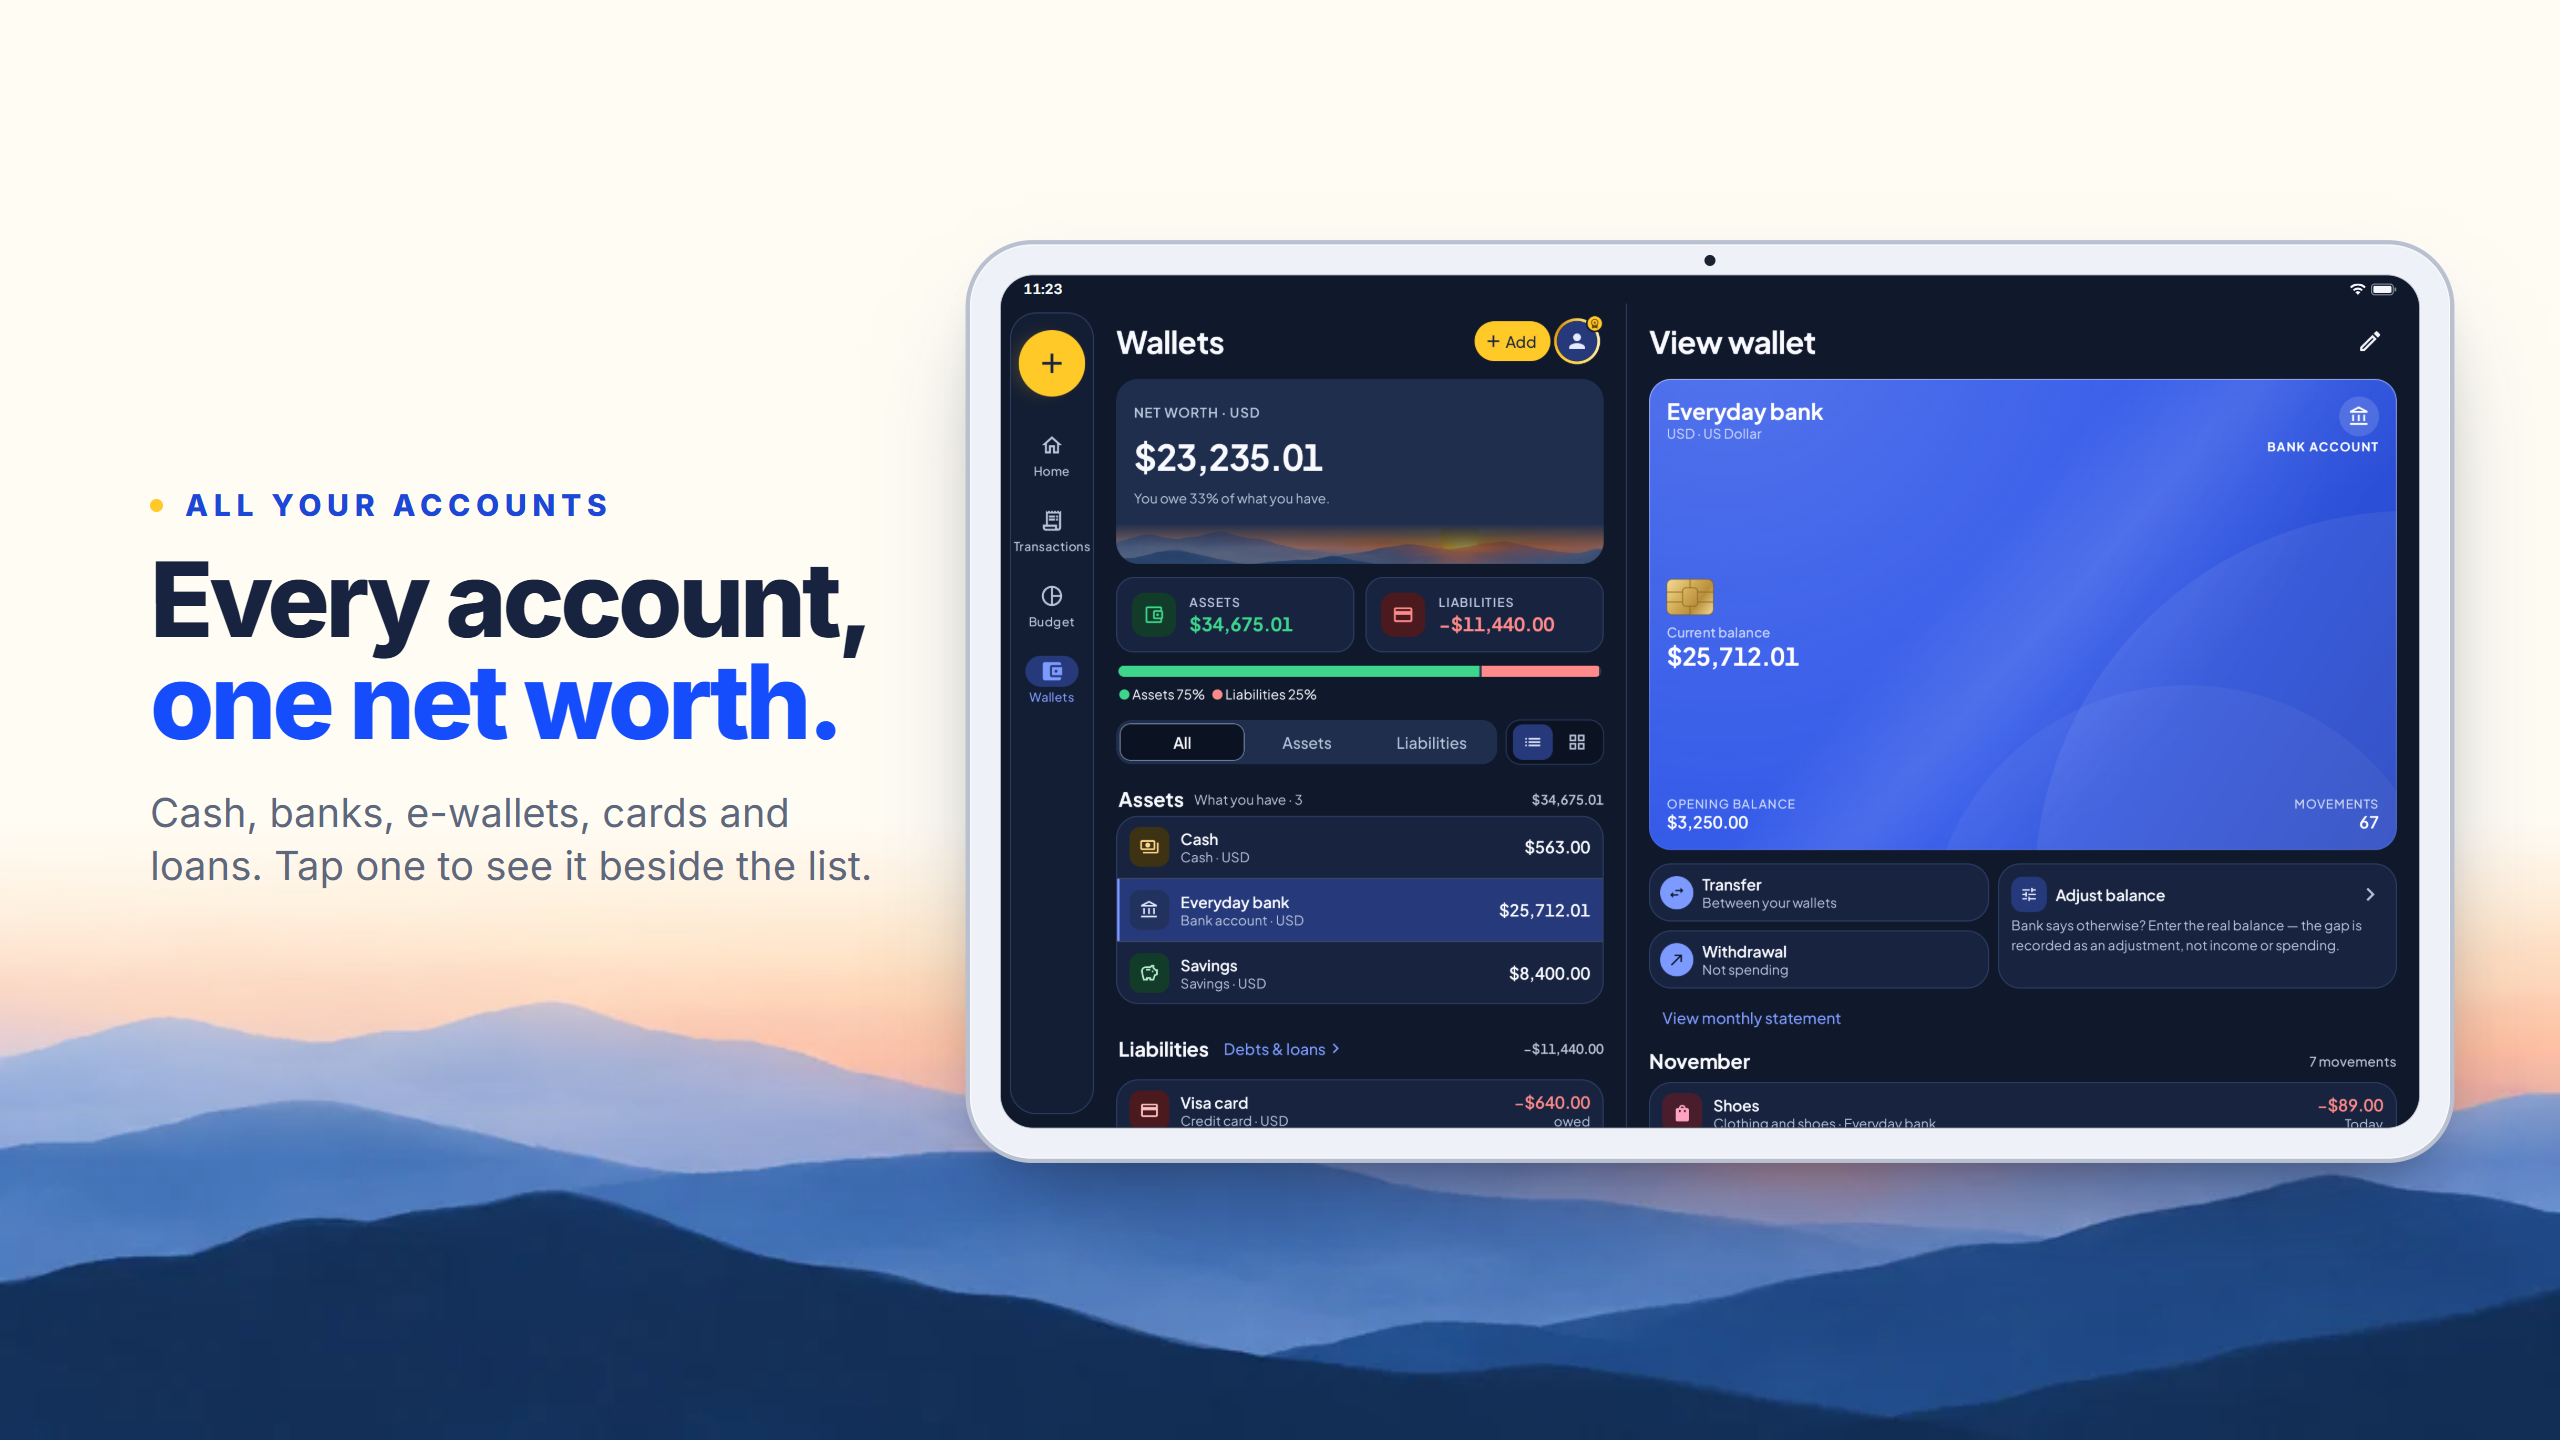 ALL YOUR ACCOUNTS
Every account,
one net worth.
Cash, banks, e-wallets, cards and
loans. Tap one to see it beside the list.
11:23
Home
Transactions
Budget
Wallets
Wallets
+ Add
NET WORTH · USD
$23,235.01
You owe 33% of what you have.
ASSETS
$34,675.01
LIABILITIES
-$11,440.00
Assets 75% Liabilities 25%
All
Assets
Liabilities
Assets What you have · 3 $34,675.01
Cash
Cash · USD
$563.00
Everyday bank
Bank account · USD
$25,712.01
Savings
Savings · USD
$8,400.00
Liabilities Debts & loans > -$11,440.00
Visa card
Credit card · USD
-$640.00
owed
View wallet
Everyday bank
USD · US Dollar
BANK ACCOUNT
Current balance
$25,712.01
OPENING BALANCE
$3,250.00
MOVEMENTS
67
Transfer
Between your wallets
Withdrawal
Not spending
Adjust balance
Bank says otherwise? Enter the real balance — the gap is
recorded as an adjustment, not income or spending.
View monthly statement
November
7 movements
Shoes
Clothing and shoes · Everyday bank
-$89.00
Today